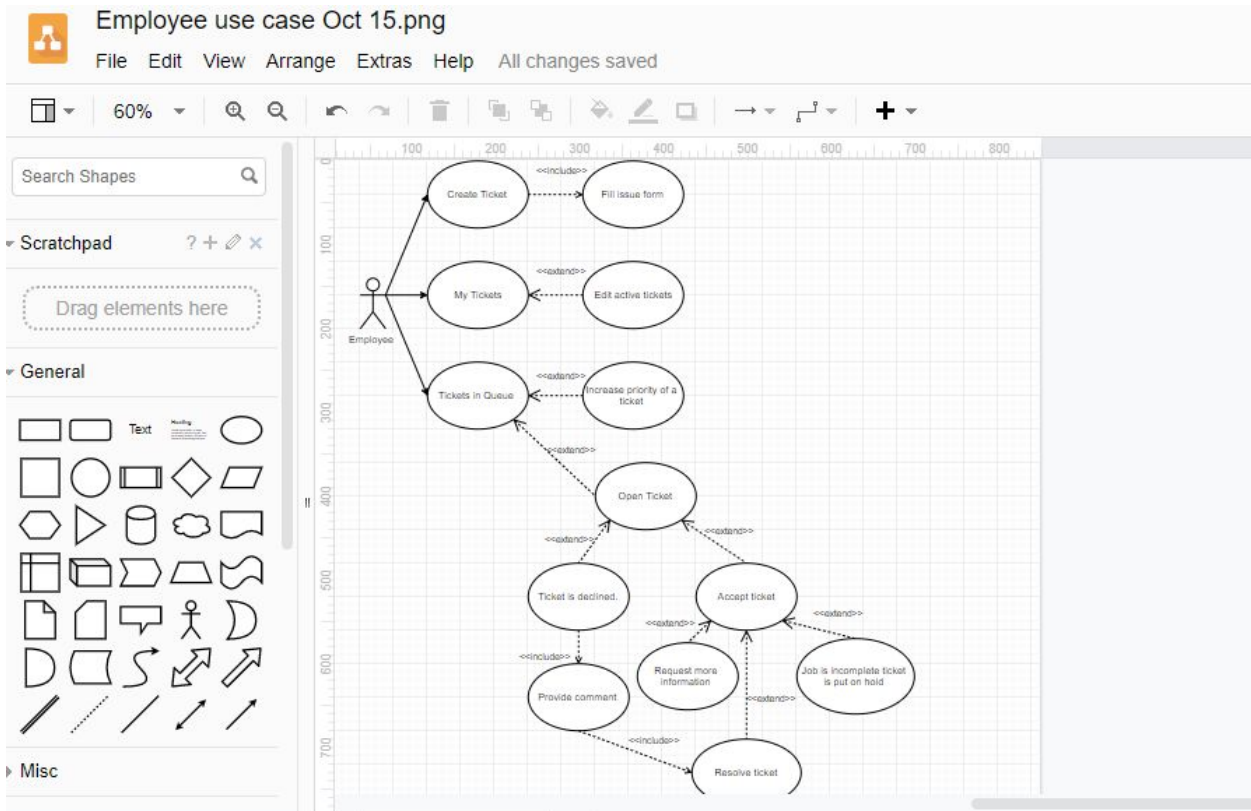 Employee use case Oct 15.png
File Edit View Arrange Extras Help All changes saved
60%
Search Shapes
Scratchpad
Drag elements here
General
Text
Heading
Misc
100 200 300 400 500 600 700 800
0
100
200
300
400
500
600
700
Create Ticket
<<include>>
Fill issue form
Employee
My Tickets
<<extend>>
Edit active tickets
Tickets in Queue
<<extend>>
Increase priority of a
ticket
<<extend>>
Open Ticket
<<extend>>
<<extend>>
Ticket is declined.
Accept ticket
<<include>>
<<extend>>
<<extend>>
Provide comment
Request more
information
<<extend>>
Job is incomplete ticket
is put on hold
<<include>>
Resolve ticket